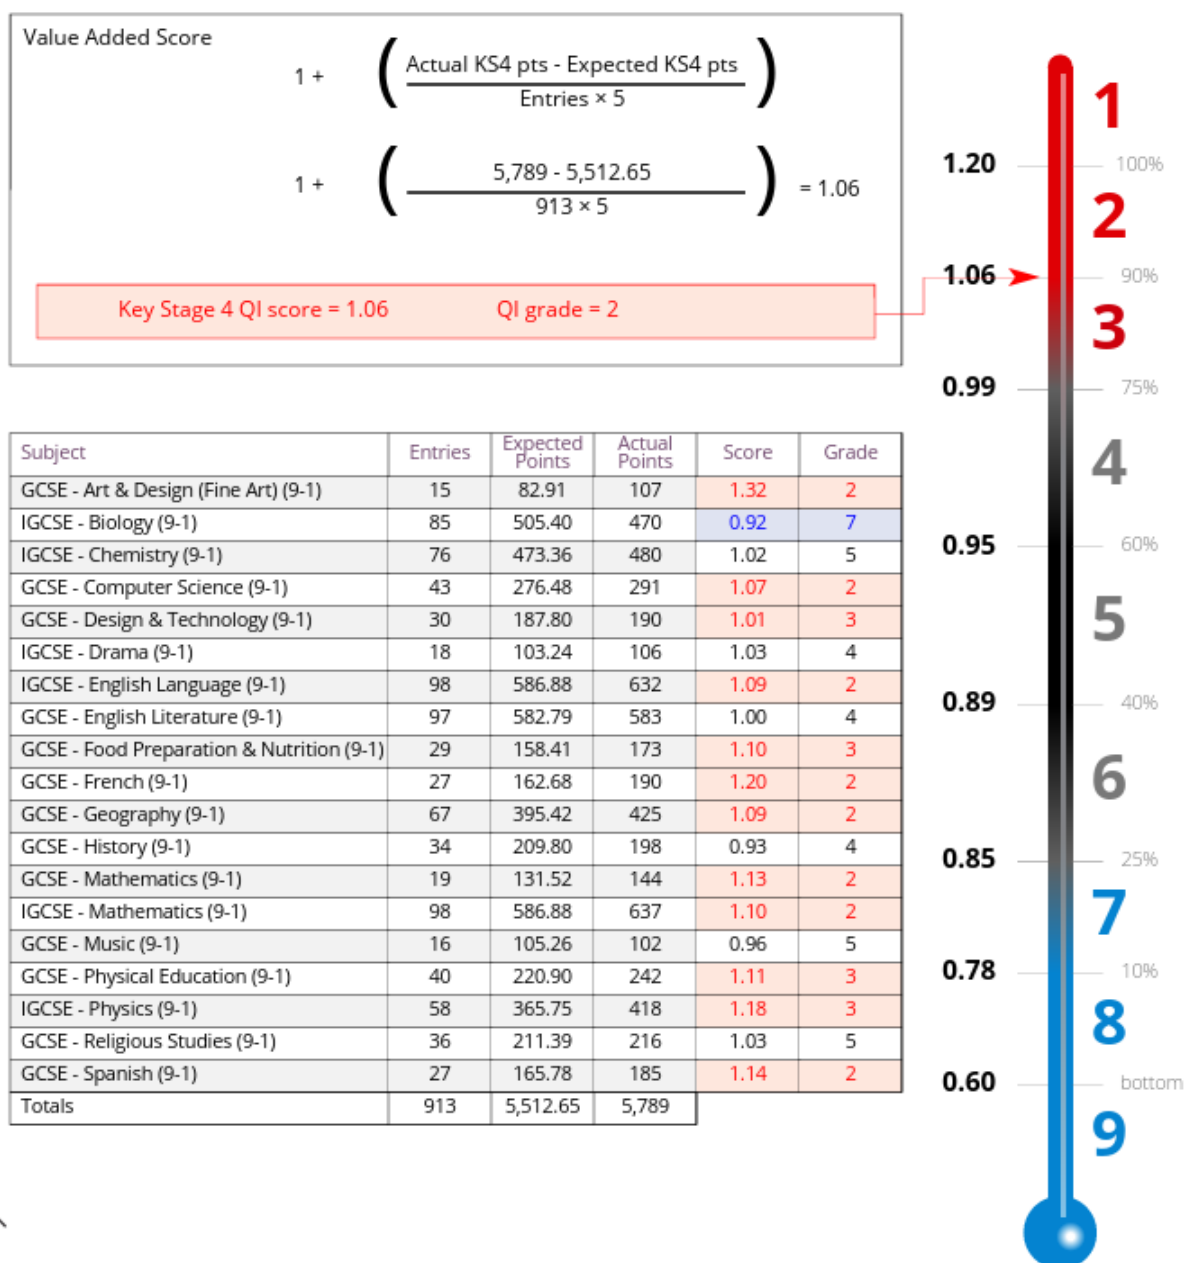 Value Added Score
1 + ( Actual KS4 pts - Expected KS4 pts )
Entries × 5
1 + ( 5,789 - 5,512.65 ) = 1.06
913 × 5
Key Stage 4 QI score = 1.06 QI grade = 2
Subject Entries Expected Points Actual Points Score Grade
GCSE - Art & Design (Fine Art) (9-1) 15 82.91 107 1.32 2
IGCSE - Biology (9-1) 85 505.40 470 0.92 7
IGCSE - Chemistry (9-1) 76 473.36 480 1.02 5
GCSE - Computer Science (9-1) 43 276.48 291 1.07 2
GCSE - Design & Technology (9-1) 30 187.80 190 1.01 3
IGCSE - Drama (9-1) 18 103.24 106 1.03 4
IGCSE - English Language (9-1) 98 586.88 632 1.09 2
GCSE - English Literature (9-1) 97 582.79 583 1.00 4
GCSE - Food Preparation & Nutrition (9-1) 29 158.41 173 1.10 3
GCSE - French (9-1) 27 162.68 190 1.20 2
GCSE - Geography (9-1) 67 395.42 425 1.09 2
GCSE - History (9-1) 34 209.80 198 0.93 4
GCSE - Mathematics (9-1) 19 131.52 144 1.13 2
IGCSE - Mathematics (9-1) 98 586.88 637 1.10 2
GCSE - Music (9-1) 16 105.26 102 0.96 5
GCSE - Physical Education (9-1) 40 220.90 242 1.11 3
IGCSE - Physics (9-1) 58 365.75 418 1.18 3
GCSE - Religious Studies (9-1) 36 211.39 216 1.03 5
GCSE - Spanish (9-1) 27 165.78 185 1.14 2
Totals 913 5,512.65 5,789
1
1.20 100%
2
1.06 90%
3
0.99 75%
4
0.95 60%
5
0.89 40%
6
0.85 25%
7
0.78 10%
8
0.60 bottom
9